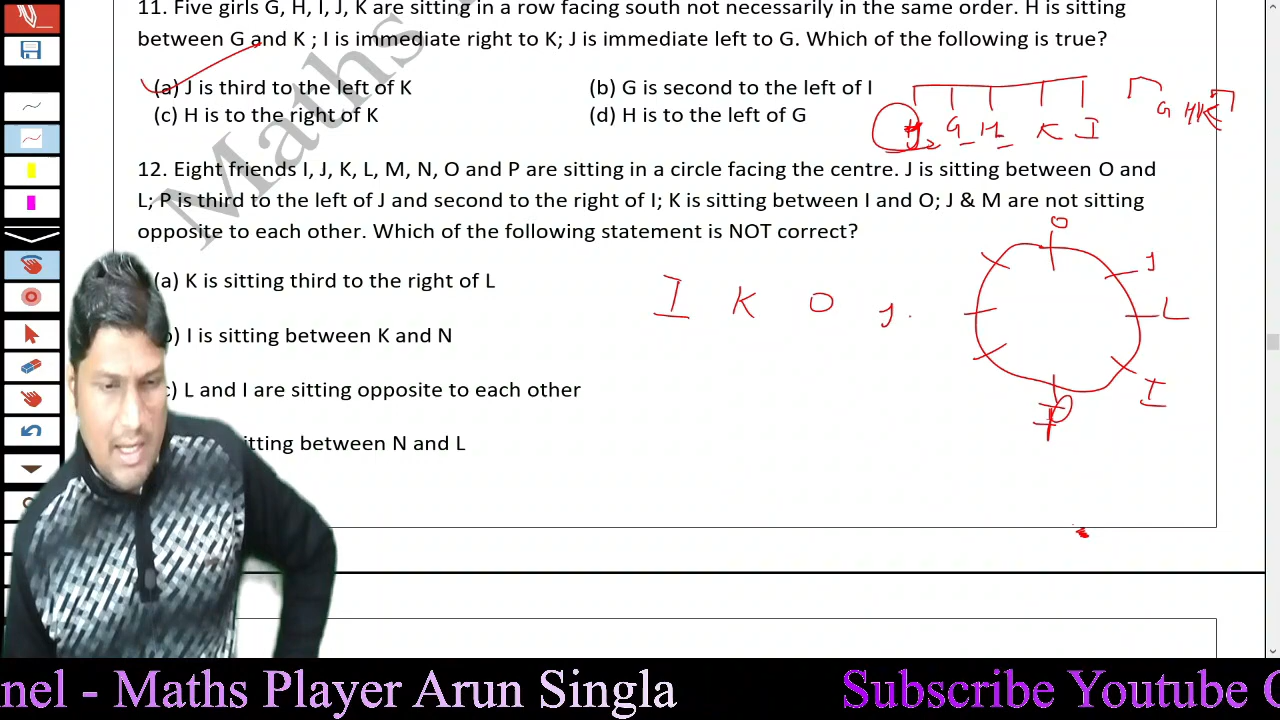 11. Five girls G, H, I, J, K are sitting in a row facing south not necessarily in the same order. H is sitting
between G and K ; I is immediate right to K; J is immediate left to G. Which of the following is true?
(a) J is third to the left of K
(b) G is second to the left of I
(c) H is to the right of K
(d) H is to the left of G
G H K I
G HK
12. Eight friends I, J, K, L, M, N, O and P are sitting in a circle facing the centre. J is sitting between O and
L; P is third to the left of J and second to the right of I; K is sitting between I and O; J & M are not sitting
opposite to each other. Which of the following statement is NOT correct?
(a) K is sitting third to the right of L
) I is sitting between K and N
) L and I are sitting opposite to each other
itting between N and L
I K O J
O
J
L
I
P
Maths
nel - Maths Player Arun Singla
Subscribe Youtube C